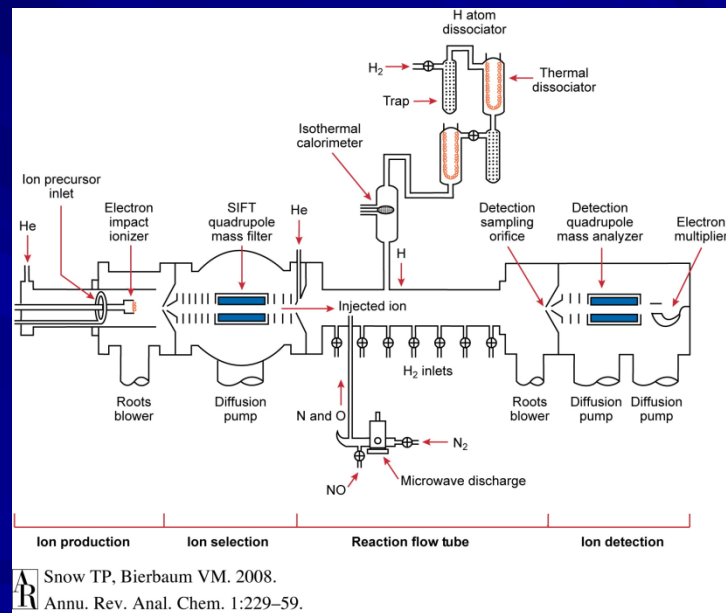 H atom
dissociator
H2
Thermal
dissociator
Trap
Isothermal
calorimeter
Ion precursor
inlet
Electron
impact
ionizer
SIFT
quadrupole
mass filter
He
He
H
Detection
sampling
orifice
Detection
quadrupole
mass analyzer
Electron
multiplier
Injected ion
H2 inlets
Roots
blower
Diffusion
pump
N and O
N2
NO
Microwave discharge
Roots
blower
Diffusion
pump
Diffusion
pump
Ion production
Ion selection
Reaction flow tube
Ion detection
AR
Snow TP, Bierbaum VM. 2008.
Annu. Rev. Anal. Chem. 1:229–59.